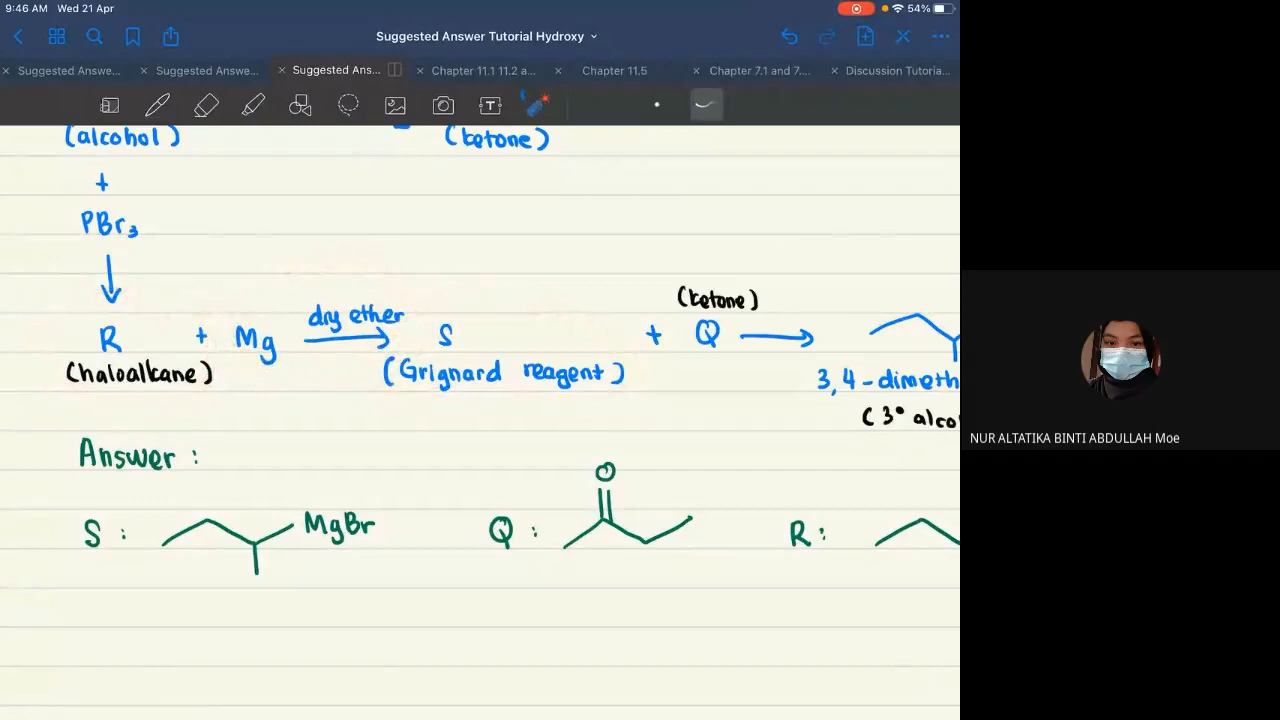 9:46 AM Wed 21 Apr 54%
Suggested Answer Tutorial Hydroxy
Suggested Answe... Suggested Answe... Suggested Ans... Chapter 11.1 11.2 a... Chapter 11.5 Chapter 7.1 and 7.... Discussion Tutoria...
(alcohol) (ketone)
+
PBr₃
↓
(ketone)
R + Mg dry ether → S + Q →
(haloalkane) (Grignard reagent) 3,4-dimeth
(3° alco
Answer :
S : MgBr Q : O R :
NUR ALTATIKA BINTI ABDULLAH Moe